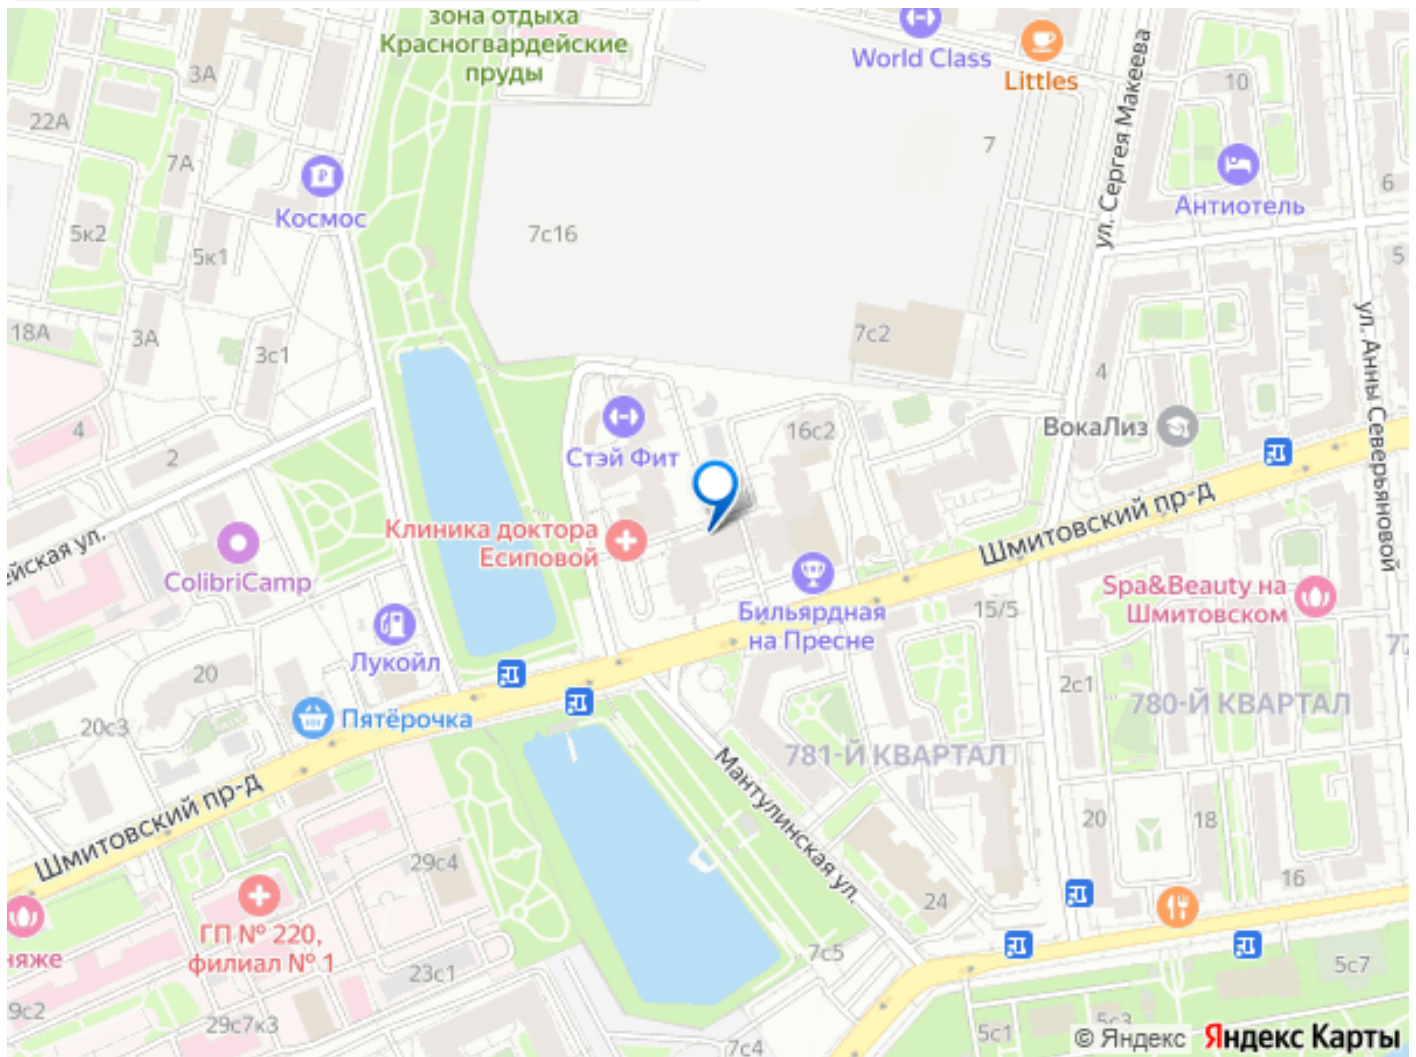 зона отдыха
Красногвардейские
пруды
World Class
Littles
ул. Сергея Макеева
10
3А
22А
7А
7
6
Космос
Антиотель
5к2
5к1
7с16
5
18А
3А
3с1
7с2
4
ул. Анны Северьяновой
4
2
Стэй Фит
16с2
ВокаЛиз
Клиника доктора
Есиповой
Шмитовский пр-д
ейская ул.
ColibriCamp
Бильярдная
на Пресне
15/5
Spa&Beauty на
Шмитовском
Лукойл
20
2с1
77
780-Й КВАРТАЛ
20с3
Пятёрочка
781-Й КВАРТАЛ
Мантулинская ул.
Шмитовский пр-д
20
18
29с4
16
24
ГП № 220,
филиал № 1
няже
23с1
7с5
5с7
29с2
29с7к3
7с4
5с1
5с3
© Яндекс Яндекс Карты